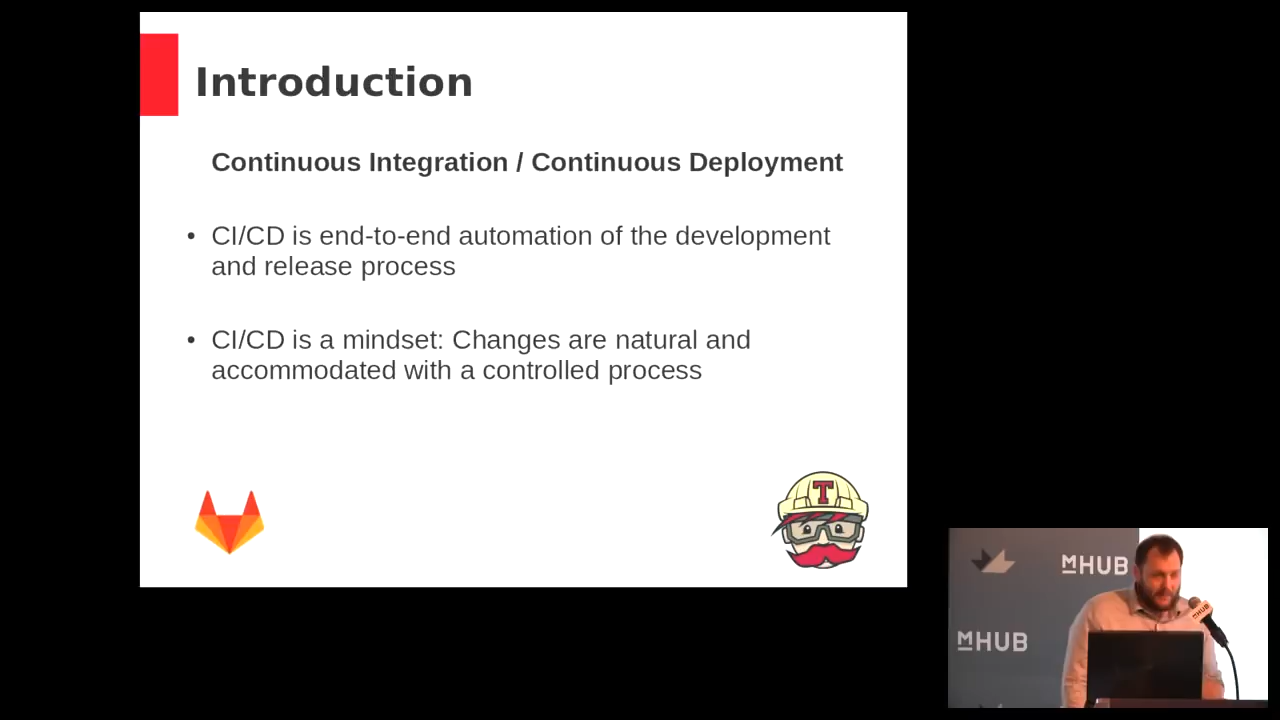 Introduction
Continuous Integration / Continuous Deployment
• CI/CD is end-to-end automation of the development
and release process
• CI/CD is a mindset: Changes are natural and
accommodated with a controlled process
T
MHUB
MHUB
MHUB